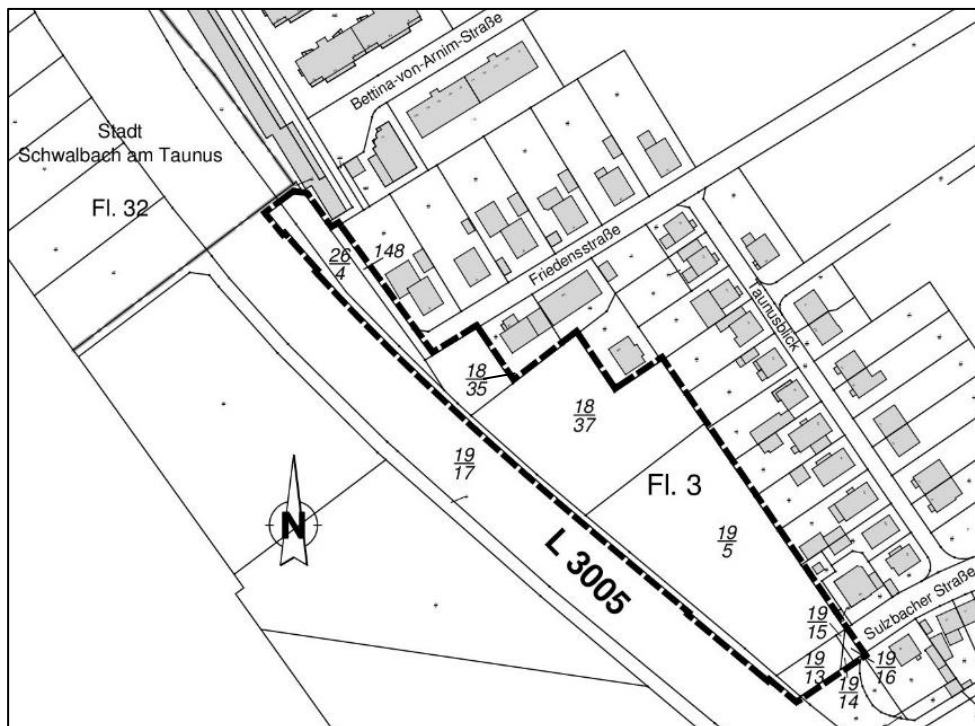 Bettina-von-Arnim-Straße
Stadt
Schwalbach am Taunus
Fl. 32
26
4
148
Friedensstraße
Taunusblick
18
35
18
37
19
17
Fl. 3
N
19
5
L 3005
Sulzbacher Straße
19
15
19
13
19
14
19
16